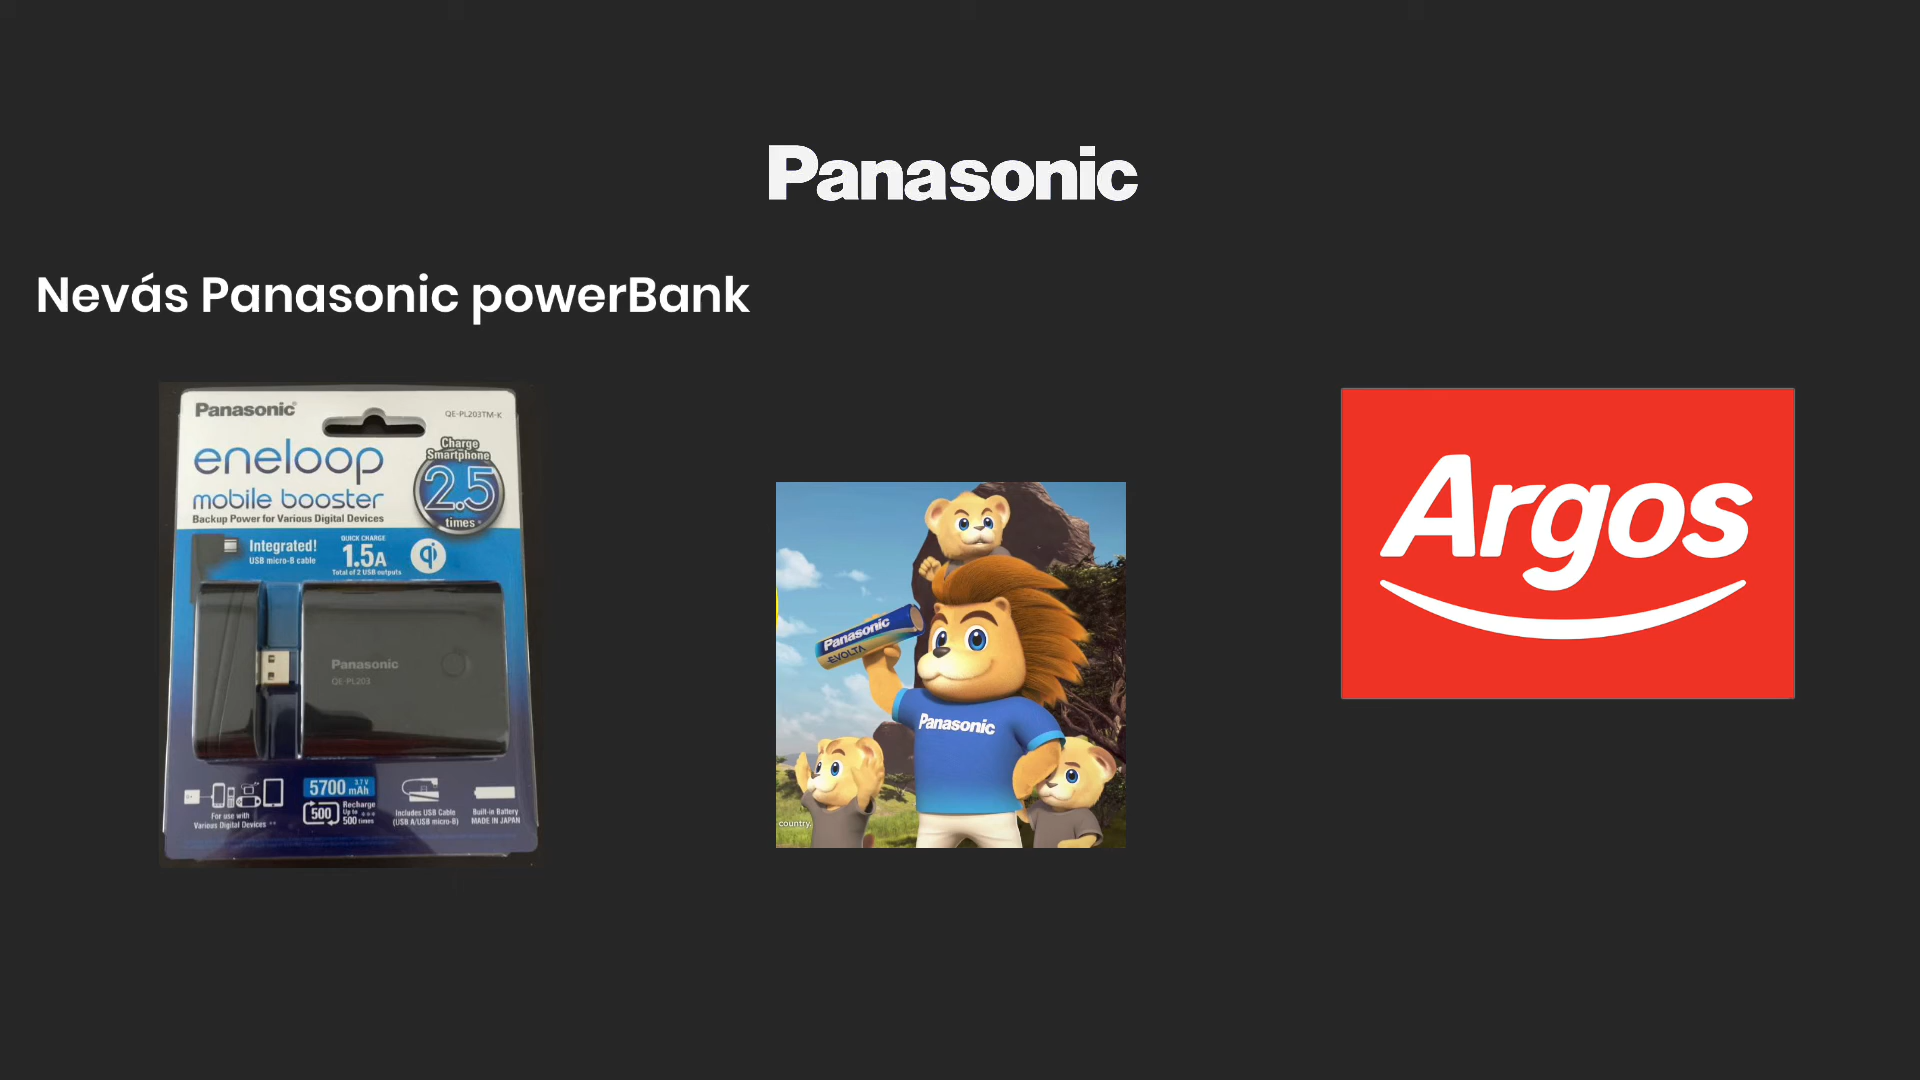 Panasonic
Nevás Panasonic powerBank
Panasonic
QE-PL203TM-K
eneloop
mobile booster
Backup Power for Various Digital Devices
Charge
Smartphone
2.5
times
Integrated!
USB micro-B cable
QUICK CHARGE
1.5A
Total of 2 USB outputs
qi
Panasonic
QE-PL203
For use with
Various Digital Devices
5700 mAh
3.7 V
500
Recharge
Up to
500 times
Includes USB Cable
(USB A/USB micro-B)
Built-in Battery
MADE IN JAPAN
Panasonic
EVOLTA
Panasonic
country.
Argos